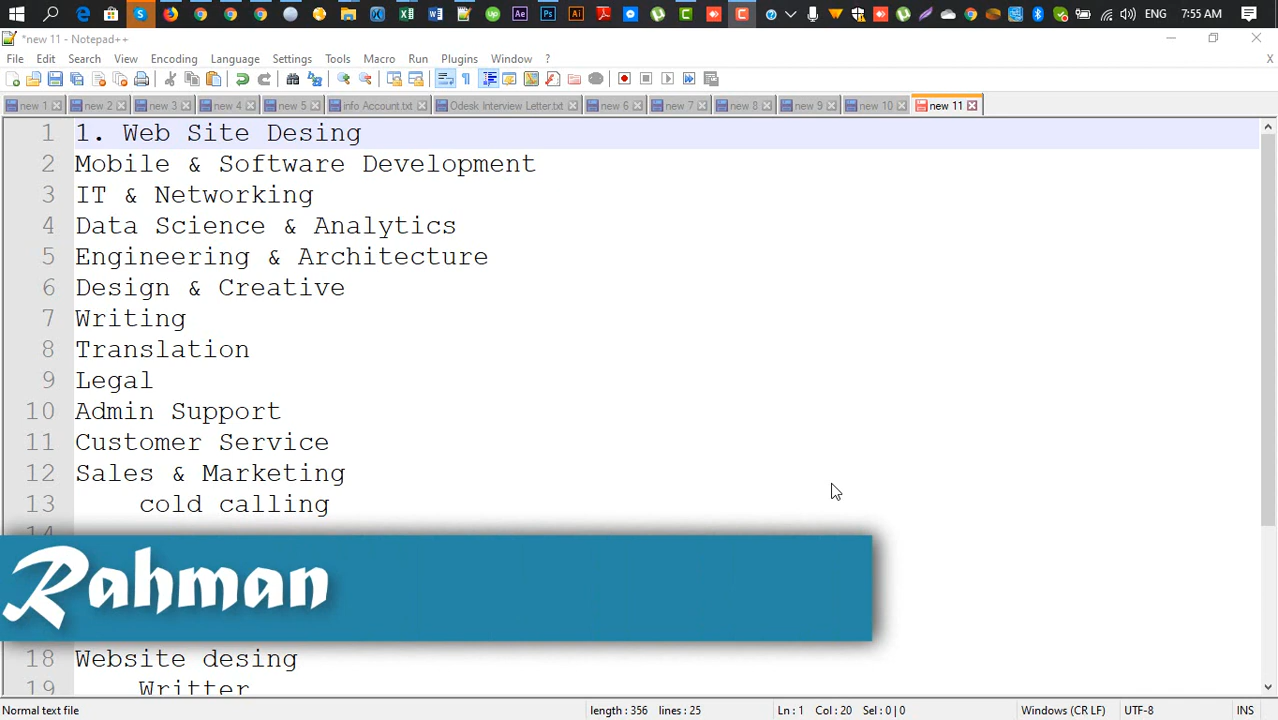 ENG 7:55 AM
*new 11 - Notepad++
File Edit Search View Encoding Language Settings Tools Macro Run Plugins Window ? X
new 1 new 2 new 3 new 4 new 5 info Account.txt Odesk Interview Letter.txt new 6 new 7 new 8 new 9 new 10 new 11
1 1. Web Site Desing
2 Mobile & Software Development
3 IT & Networking
4 Data Science & Analytics
5 Engineering & Architecture
6 Design & Creative
7 Writing
8 Translation
9 Legal
10 Admin Support
11 Customer Service
12 Sales & Marketing
13 cold calling
Rahman
18 Website desing
19 Writter
Normal text file length : 356 lines : 25 Ln : 1 Col : 20 Sel : 0 | 0 Windows (CR LF) UTF-8 INS